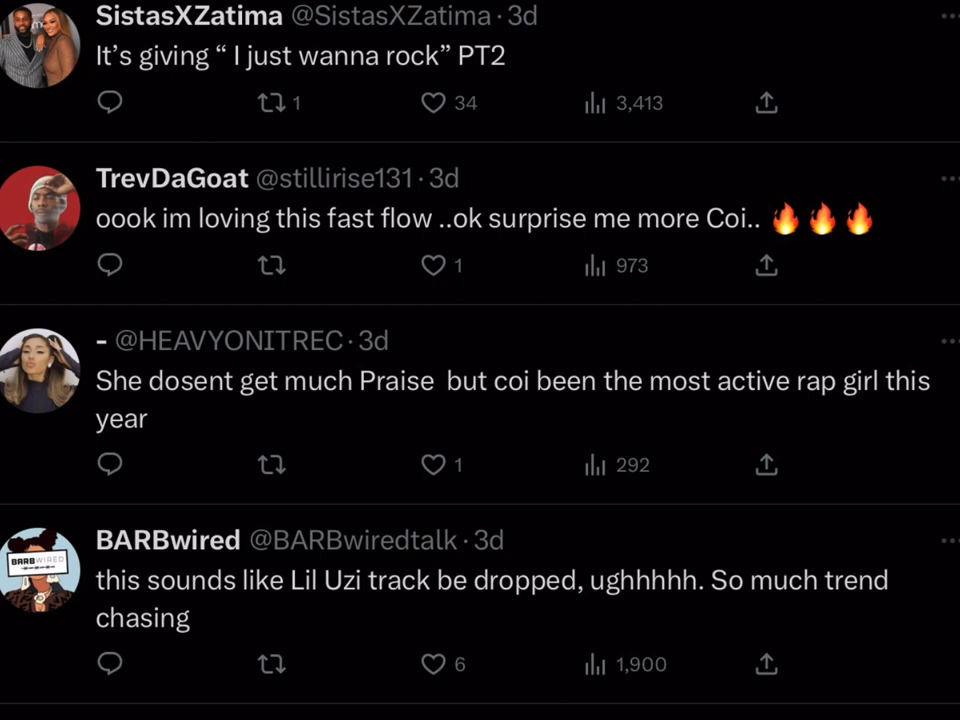 SistasXZatima @SistasXZatima · 3d
It's giving “ I just wanna rock” PT2
1 34 3,413
TrevDaGoat @stillirise131 · 3d
oook im loving this fast flow ..ok surprise me more Coi.. 🔥 🔥 🔥
1 973
- @HEAVYONITREC · 3d
She dosent get much Praise  but coi been the most active rap girl this
year
1 292
BARBwired @BARBwiredtalk · 3d
BARBWIRED
this sounds like Lil Uzi track be dropped, ughhhhh. So much trend
chasing
6 1,900